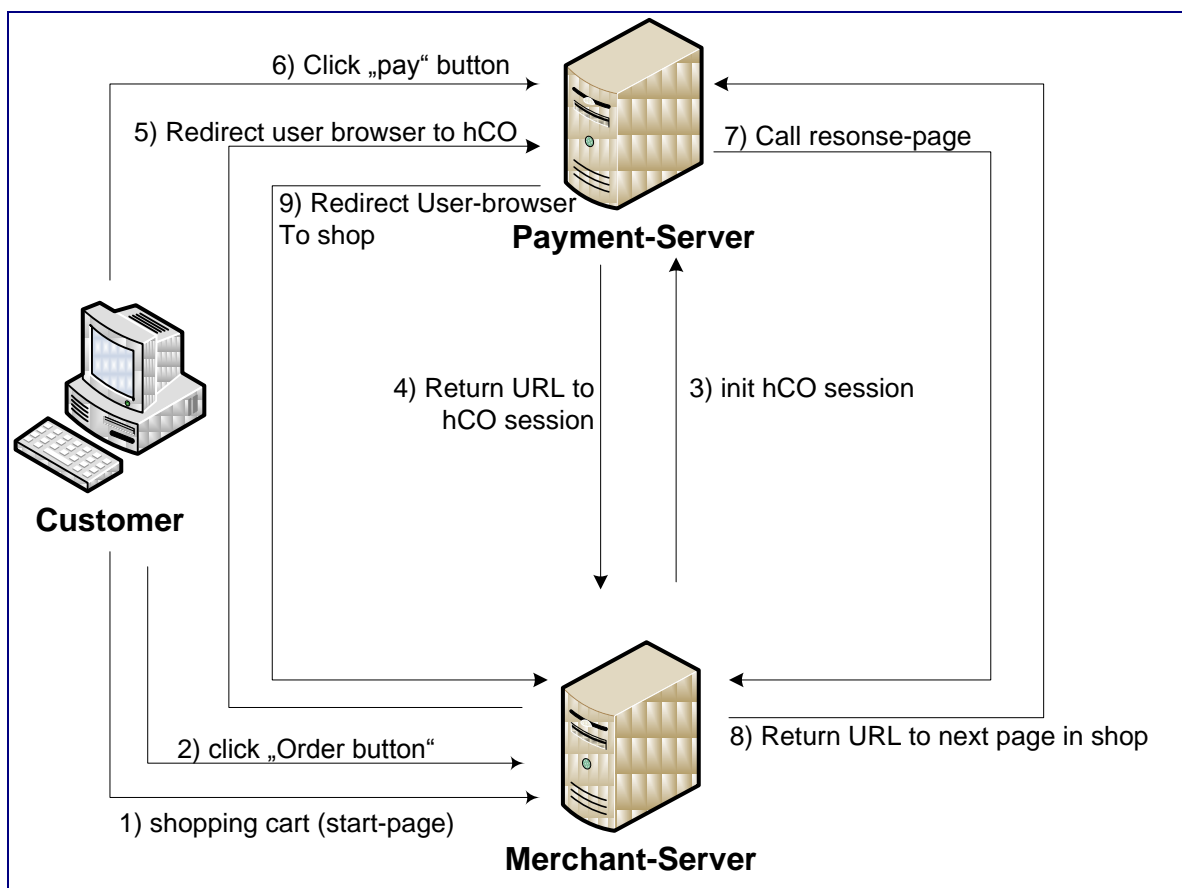 6) Click „pay“ button
5) Redirect user browser to hCO
7) Call resonse-page
9) Redirect User-browser
To shop
Payment-Server
4) Return URL to
hCO session
3) init hCO session
Customer
2) click „Order button“
8) Return URL to next page in shop
1) shopping cart (start-page)
Merchant-Server